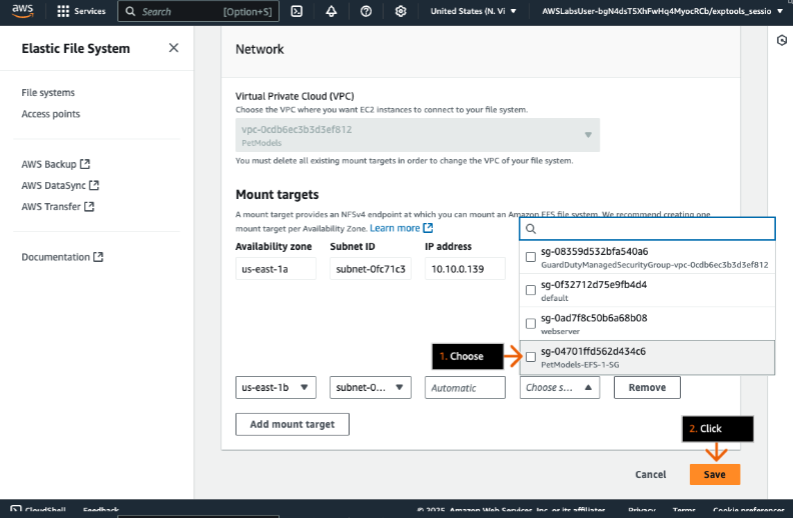 aws
Services
Search [Option+S]
United States (N. Vi
AWSLabsUser-bgN4dsT5XhFwHq4MyocRCb/exptools_sessio
Elastic File System
File systems
Access points
AWS Backup
AWS DataSync
AWS Transfer
Documentation
Network
Virtual Private Cloud (VPC)
Choose the VPC where you want EC2 instances to connect to your file system.
vpc-0cdb6ec3b3d3ef812
PetModels
You must delete all existing mount targets in order to change the VPC of your file system.
Mount targets
A mount target provides an NFSv4 endpoint at which you can mount an Amazon EFS file system. We recommend creating one
mount target per Availability Zone. Learn more
Availability zone Subnet ID IP address
us-east-1a subnet-0fc71c3 10.10.0.139
sg-08359d532bfa540a6
GuardDutyManagedSecurityGroup-vpc-0cdb6ec3b3d3ef812
sg-0f32712d75e9fb4d4
default
sg-0ad7f8c50b6a68b08
webserver
1. Choose
sg-04701ffd562d434c6
PetModels-EFS-1-SG
us-east-1b subnet-0... Automatic Choose s... Remove
Add mount target
2. Click
Cancel Save
CloudShell Feedback © 2025, Amazon Web Services, Inc. or its affiliates. Privacy Terms Cookie preferences